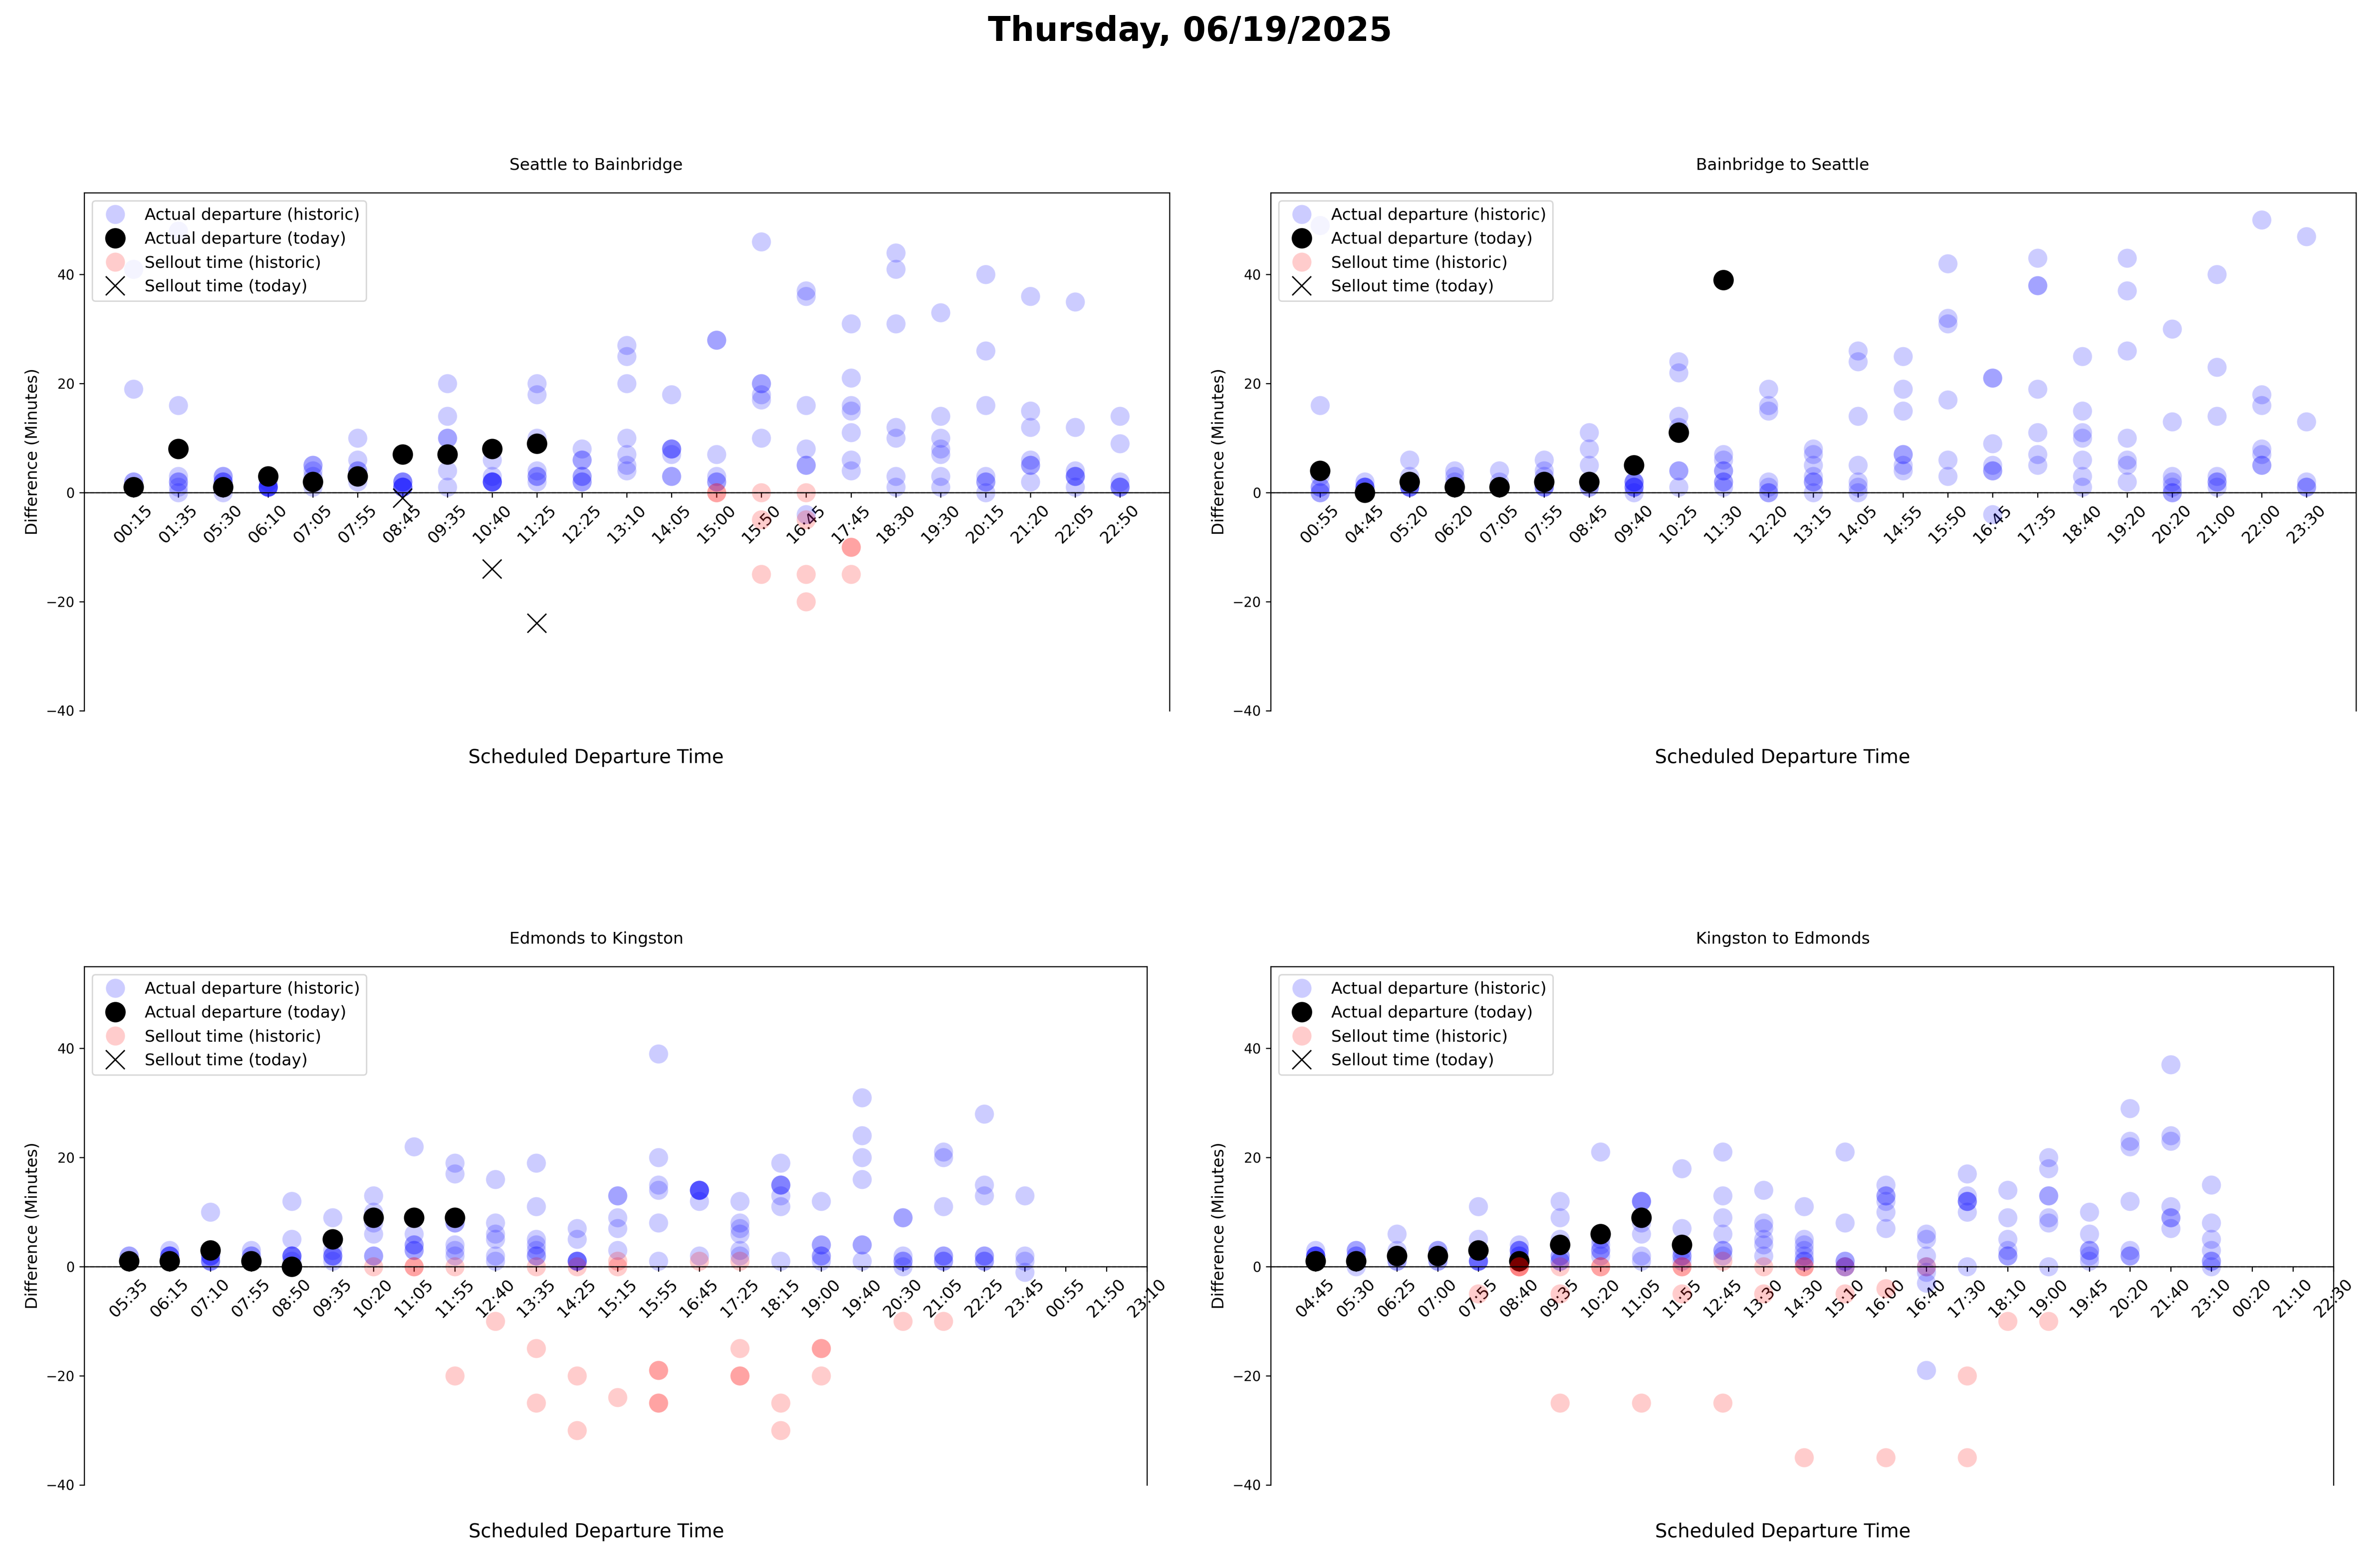 Thursday, 06/19/2025
Seattle to Bainbridge
Actual departure (historic)
Actual departure (today)
Sellout time (historic)
Sellout time (today)
Difference (Minutes)
40
20
0
−20
−40
00:15 01:35 05:30 06:10 07:05 07:55 08:45 09:35 10:40 11:25 12:25 13:10 14:05 15:00 15:50 16:45 17:45 18:30 19:30 20:15 21:20 22:05 22:50
Scheduled Departure Time
Bainbridge to Seattle
Actual departure (historic)
Actual departure (today)
Sellout time (historic)
Sellout time (today)
Difference (Minutes)
40
20
0
−20
−40
00:55 04:45 05:20 06:20 07:05 07:55 08:45 09:40 10:25 11:30 12:20 13:15 14:05 14:55 15:50 16:45 17:35 18:40 19:20 20:20 21:00 22:00 23:30
Scheduled Departure Time
Edmonds to Kingston
Actual departure (historic)
Actual departure (today)
Sellout time (historic)
Sellout time (today)
Difference (Minutes)
40
20
0
−20
−40
05:35 06:15 07:10 07:55 08:50 09:35 10:20 11:05 11:55 12:40 13:35 14:25 15:15 15:55 16:45 17:25 18:15 19:00 19:40 20:30 21:05 22:25 23:45 00:55 21:50 23:10
Scheduled Departure Time
Kingston to Edmonds
Actual departure (historic)
Actual departure (today)
Sellout time (historic)
Sellout time (today)
Difference (Minutes)
40
20
0
−20
−40
04:45 05:30 06:25 07:00 07:55 08:40 09:35 10:20 11:05 11:55 12:45 13:30 14:30 15:10 16:00 16:40 17:30 18:10 19:00 19:45 20:20 21:40 23:10 00:20 21:10 22:30
Scheduled Departure Time